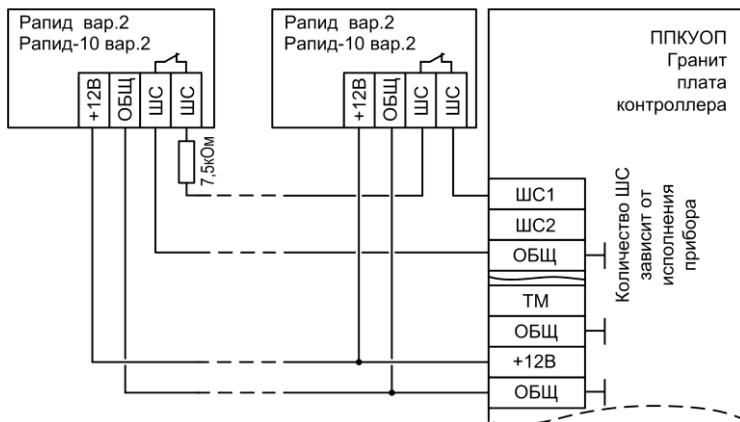 Рапид вар.2
Рапид-10 вар.2
+12В
ОБЩ
ШС
ШС
7,5кОм
Рапид вар.2
Рапид-10 вар.2
+12В
ОБЩ
ШС
ШС
ППКУОП
Гранит
плата
контроллера
ШС1
ШС2
ОБЩ
ТМ
ОБЩ
+12В
ОБЩ
Количество ШС
зависит от
исполнения
прибора